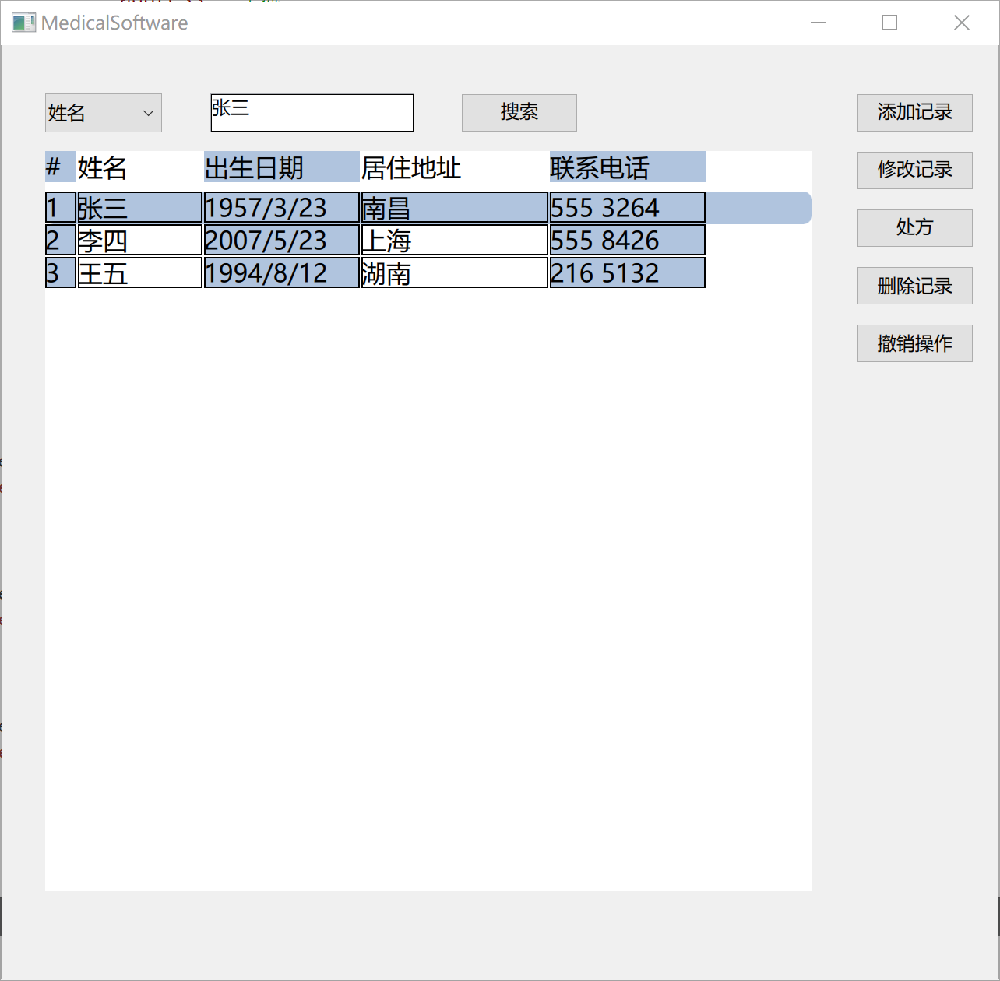 MedicalSoftware
姓名 张三 搜索 添加记录
# 姓名 出生日期 居住地址 联系电话 修改记录
1 张三 1957/3/23 南昌 555 3264
2 李四 2007/5/23 上海 555 8426 处方
3 王五 1994/8/12 湖南 216 5132 删除记录
撤销操作